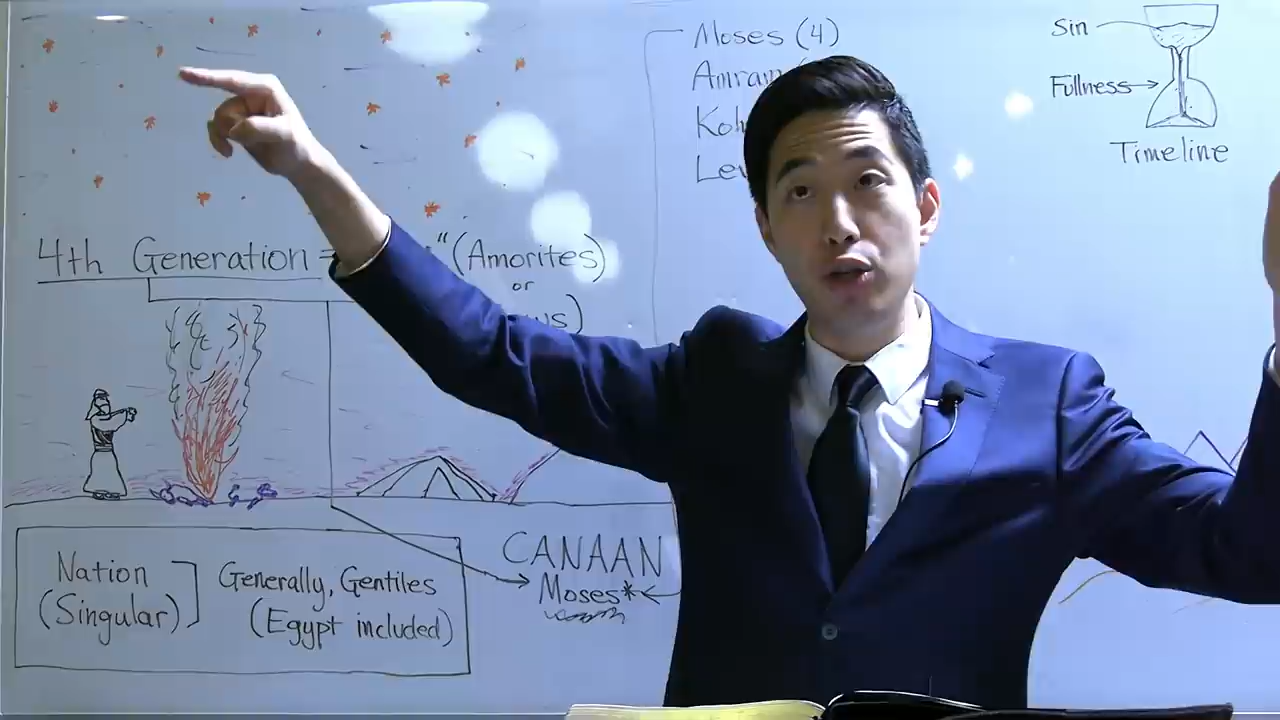 Moses (4)
Sin
Fullness
Timeline
4th Generation = " (Amorites)
or
Nation
(Singular)
Generally, Gentiles
(Egypt included)
CANAAN
Moses*